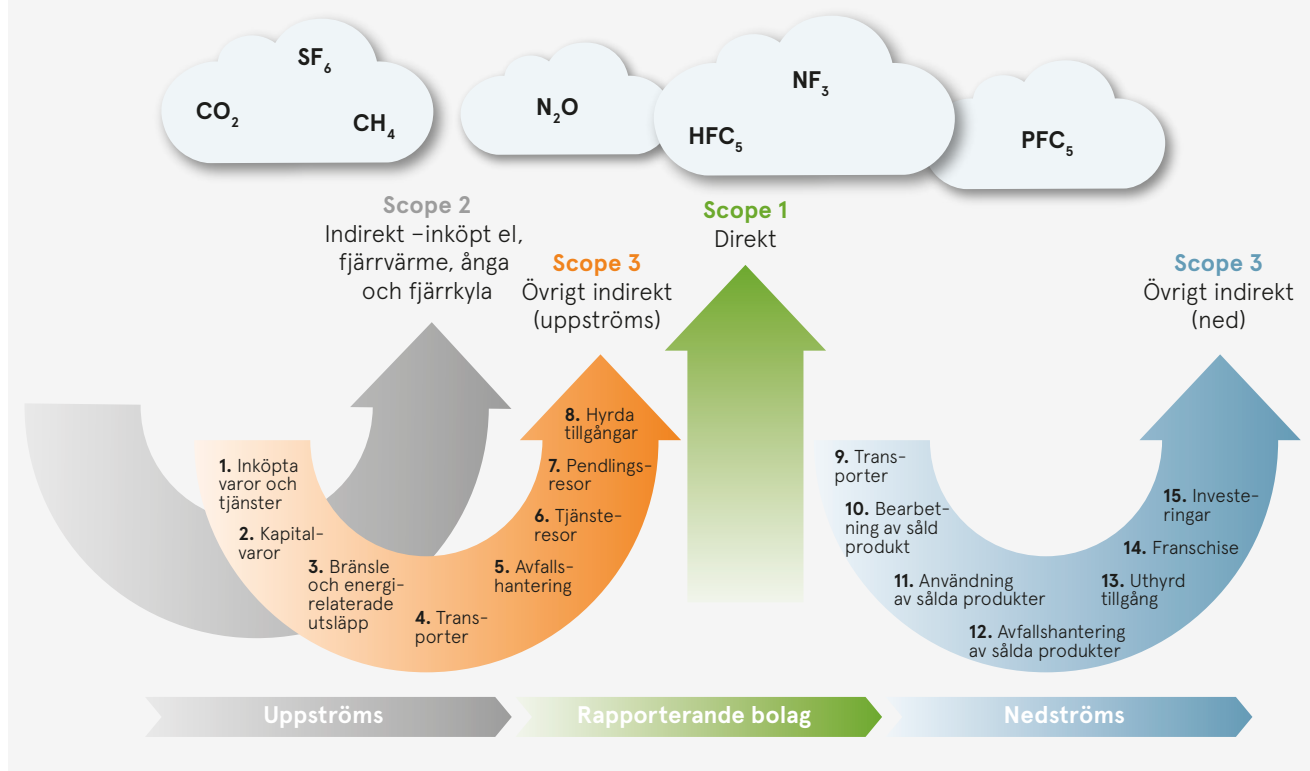 SF₆
CO₂
CH₄
N₂O
NF₃
HFC₅
PFC₅
Scope 2
Indirekt –inköpt el,
fjärrvärme, ånga
och fjärrkyla
Scope 3
Övrigt indirekt
(uppströms)
Scope 1
Direkt
Scope 3
Övrigt indirekt
(ned)
1. Inköpta
varor och
tjänster
2. Kapital-
varor
3. Bränsle
och energi-
relaterade
utsläpp
4. Trans-
porter
5. Avfalls-
hantering
6. Tjänste-
resor
7. Pendlings-
resor
8. Hyrda
tillgångar
9. Trans-
porter
10. Bearbet-
ning av såld
produkt
11. Användning
av sålda produkter
12. Avfallshantering
av sålda produkter
13. Uthyrd
tillgång
14. Franschise
15. Investe-
ringar
Uppströms
Rapporterande bolag
Nedströms